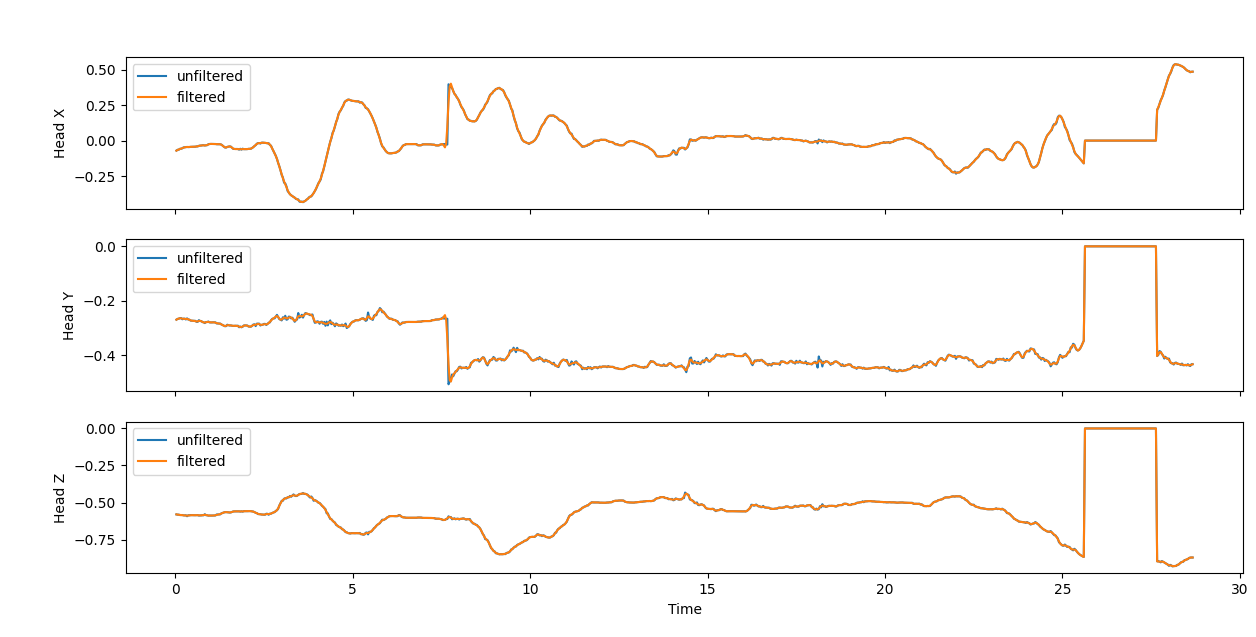 unfiltered
filtered
0.50
0.25
0.00
−0.25
Head X
unfiltered
filtered
0.0
−0.2
−0.4
Head Y
unfiltered
filtered
0.00
−0.25
−0.50
−0.75
Head Z
0 5 10 15 20 25 30
Time